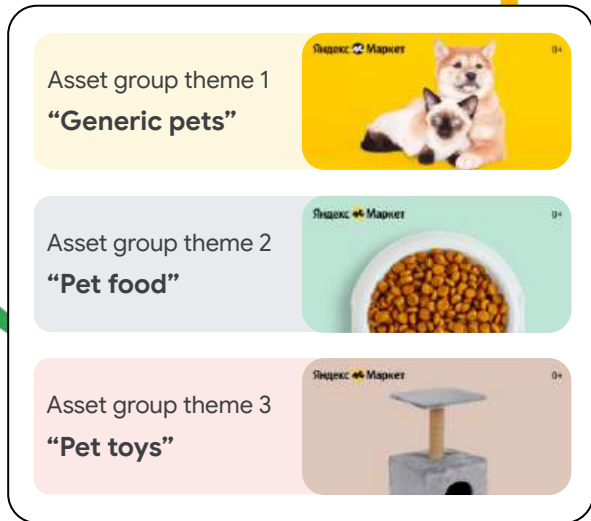 Asset group theme 1
“Generic pets”
Яндекс Маркет 0+
Asset group theme 2
“Pet food”
Яндекс Маркет 0+
Asset group theme 3
“Pet toys”
Яндекс Маркет 0+